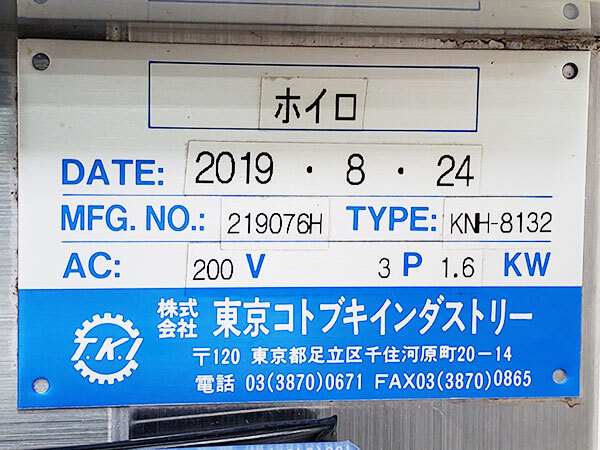 ホイロ
DATE: 2019・8・24
MFG. NO.: 219076H TYPE: KNH-8132
AC: 200 V 3 P 1.6 KW
T.K.I
株式会社 東京コトブキインダストリー
〒120 東京都足立区千住河原町20-14
電話 03(3870)0671 FAX03(3870)0865